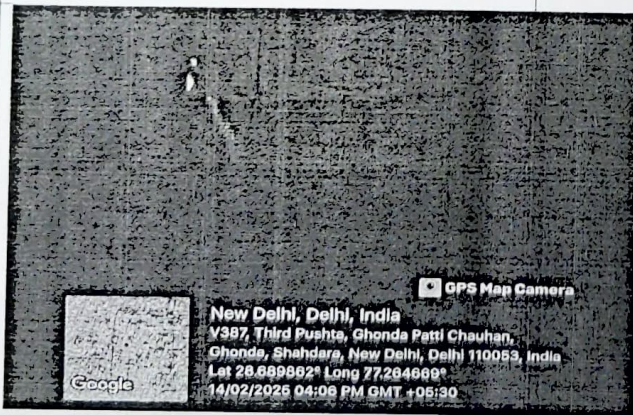 GPS Map Camera
New Delhi, Delhi, India
V387, Third Pushta, Ghonda Patti Chauhan,
Ghonda, Shahdara, New Delhi, Delhi 110053, India
Lat 28.689862° Long 77.264669°
14/02/2025 04:06 PM GMT +05:30
Google